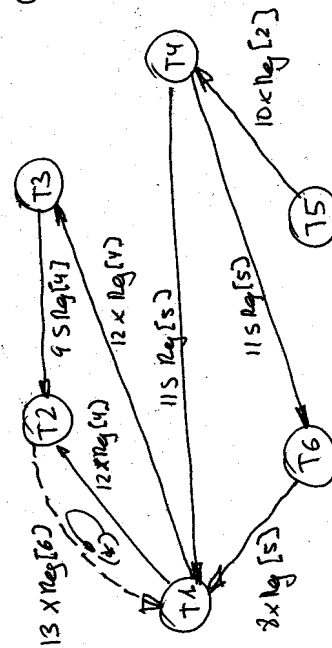 13 x Reg[6]
T2
9 S Reg[4]
T3
12 x Reg[4]
12 x Reg[4]
T1
11 S Reg[5]
T4
8 x Reg[5]
T6
11 S Reg[5]
10 x Reg[2]
T5